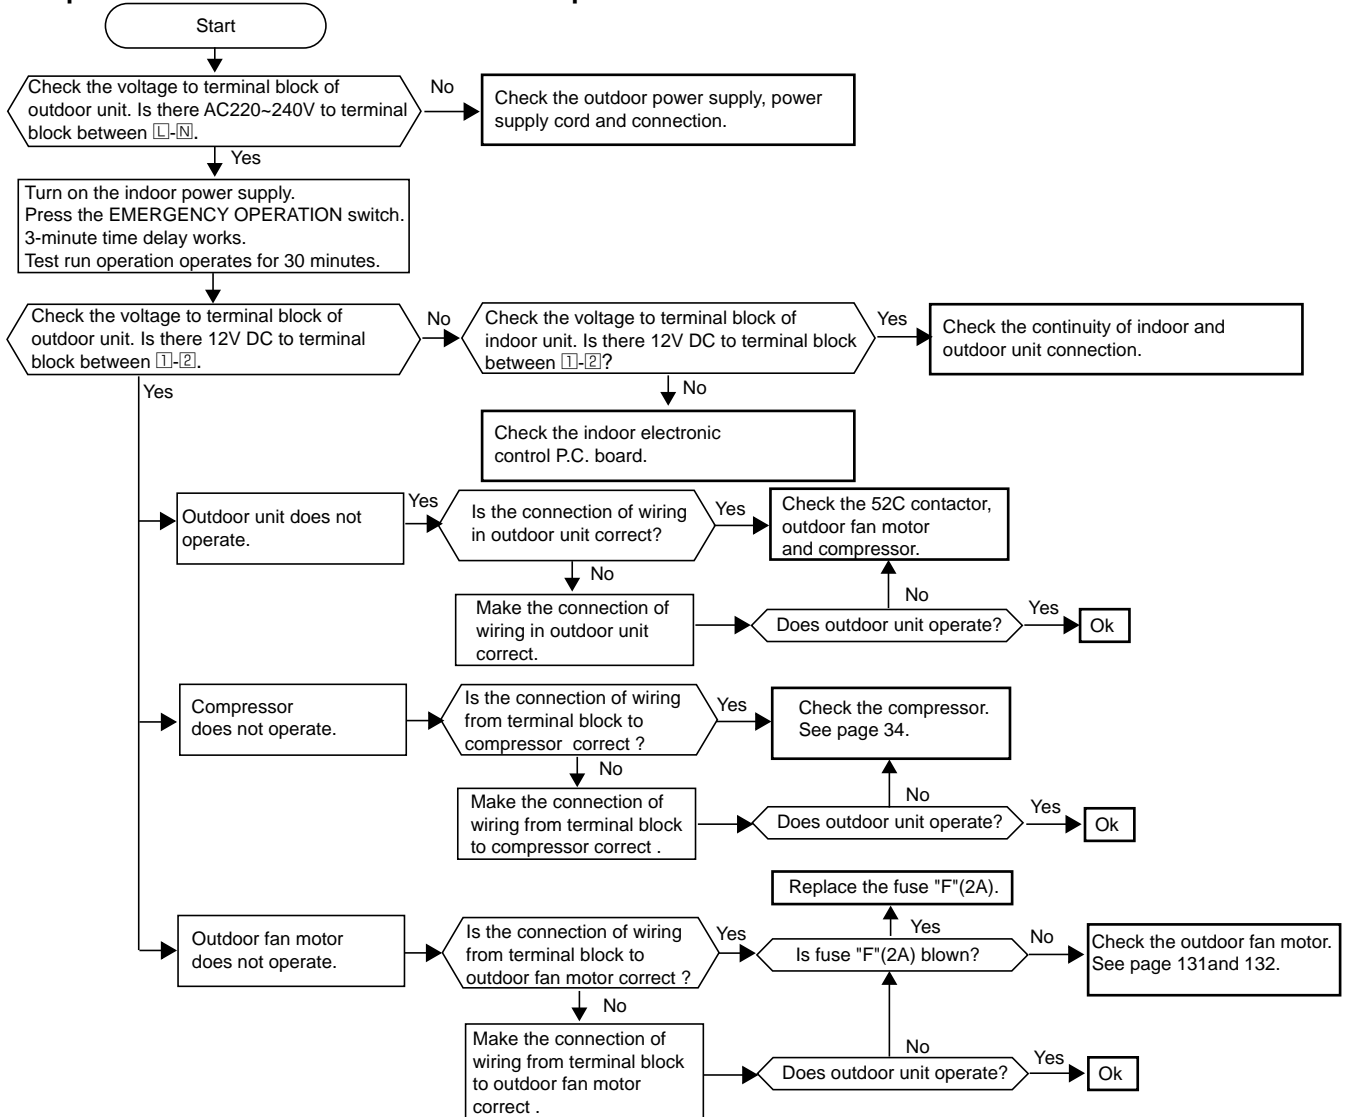 Start
Check the voltage to terminal block of
outdoor unit. Is there AC220~240V to terminal
block between L-N.
No
Check the outdoor power supply, power
supply cord and connection.
Yes
Turn on the indoor power supply.
Press the EMERGENCY OPERATION switch.
3-minute time delay works.
Test run operation operates for 30 minutes.
Check the voltage to terminal block of
outdoor unit. Is there 12V DC to terminal
block between 1-2.
No
Check the voltage to terminal block of
indoor unit. Is there 12V DC to terminal block
between 1-2?
Yes
Check the continuity of indoor and
outdoor unit connection.
No
Check the indoor electronic
control P.C. board.
Yes
Outdoor unit does not
operate.
Yes
Is the connection of wiring
in outdoor unit correct?
Yes
Check the 52C contactor,
outdoor fan motor
and compressor.
No
Make the connection of
wiring in outdoor unit
correct.
No
Does outdoor unit operate?
Yes
Ok
Compressor
does not operate.
Is the connection of wiring
from terminal block to
compressor correct ?
Yes
Check the compressor.
See page 34.
No
Make the connection of
wiring from terminal block
to compressor correct .
No
Does outdoor unit operate?
Yes
Ok
Replace the fuse "F"(2A).
Outdoor fan motor
does not operate.
Is the connection of wiring
from terminal block to
outdoor fan motor correct ?
Yes
Yes
Is fuse "F"(2A) blown?
No
Check the outdoor fan motor.
See page 131and 132.
No
Make the connection of
wiring from terminal block
to outdoor fan motor
correct .
No
Does outdoor unit operate?
Yes
Ok